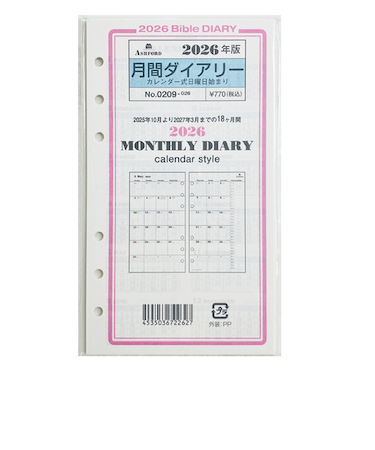 2026 Bible DIARY
ASHFORD
2026年版
月間ダイアリー
カレンダー式日曜日始まり
No.0209-026
¥770(税込)
2025年10月より2027年3月までの18ヶ月間
2026
MONTHLY DIARY
calendar style
4535036722627
プラ
外装:PP